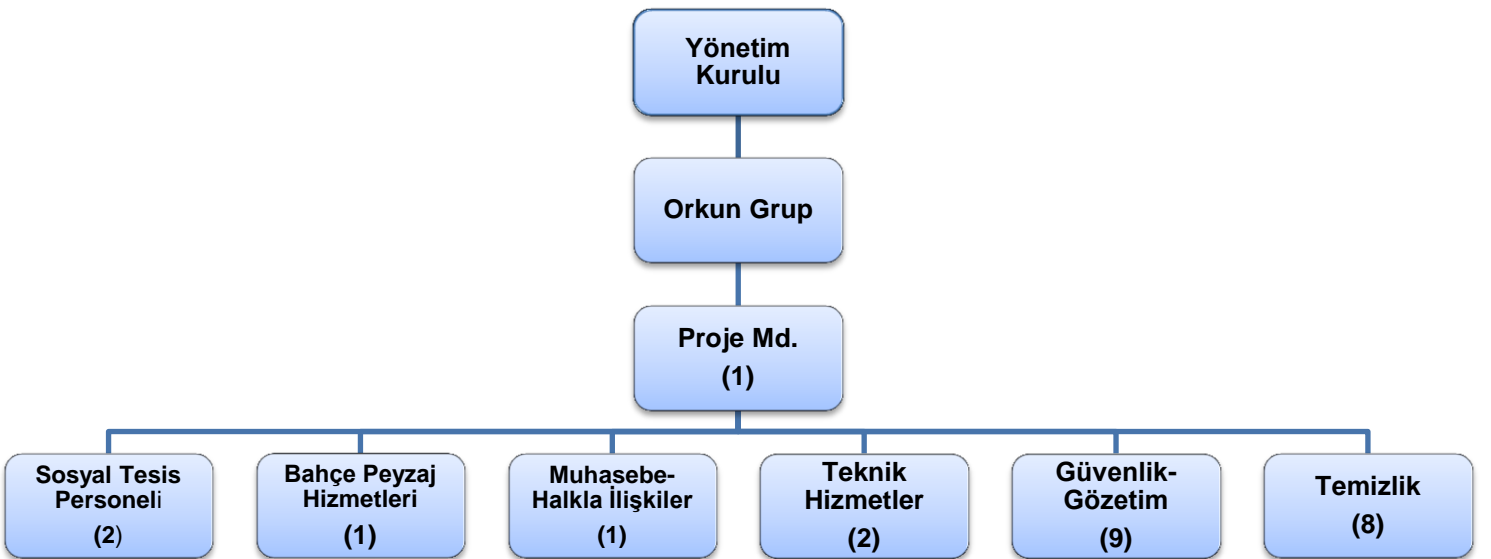 Yönetim
Kurulu
Orkun Grup
Proje Md.
(1)
Sosyal Tesis
Personeli
(2)
Bahçe Peyzaj
Hizmetleri
(1)
Muhasebe-
Halkla İlişkiler
(1)
Teknik
Hizmetler
(2)
Güvenlik-
Gözetim
(9)
Temizlik
(8)